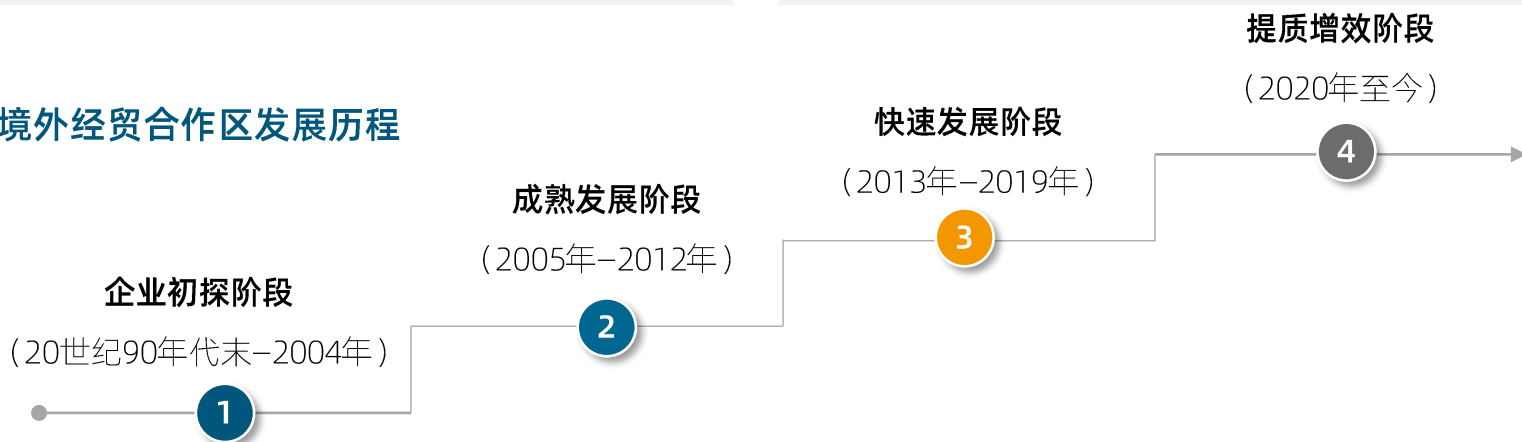 境外经贸合作区发展历程
企业初探阶段
（20世纪90年代末–2004年）
1
成熟发展阶段
（2005年–2012年）
2
快速发展阶段
（2013年–2019年）
3
提质增效阶段
（2020年至今）
4